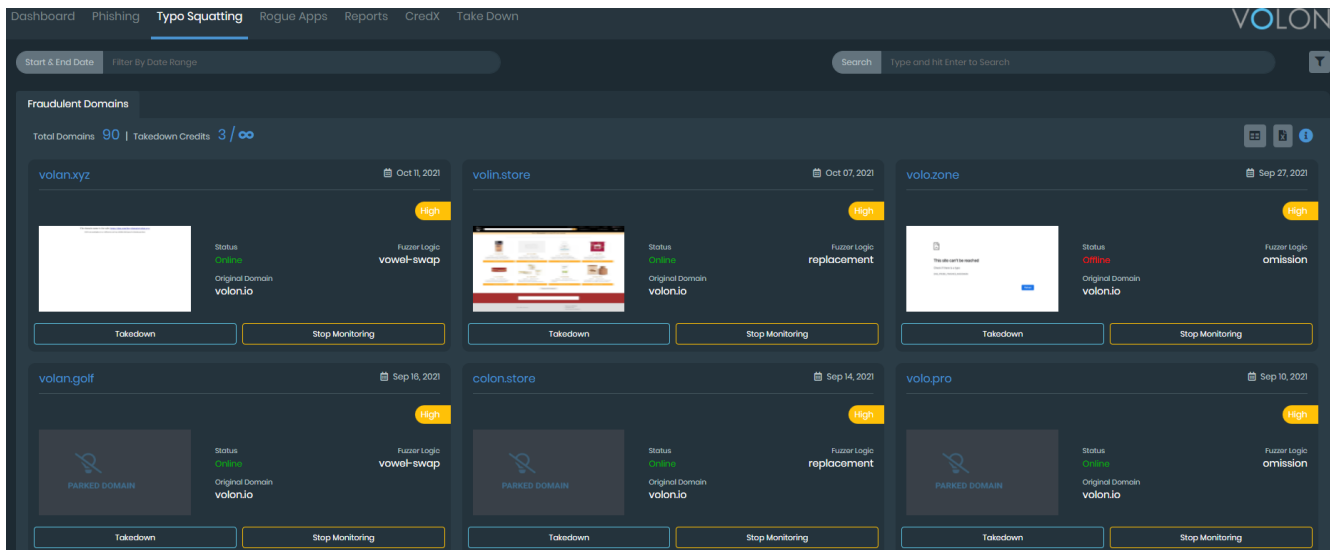 Dashboard Phishing Typo Squatting Rogue Apps Reports CredX Take Down VOLON
Start & End Date Filter By Date Range Search Type and hit Enter to Search
Fraudulent Domains
Total Domains 90 | Takedown Credits 3 / ∞
volan.xyz Oct 11, 2021
High
Status Fuzzer Logic
Online vowel-swap
Original Domain
volon.io
Takedown Stop Monitoring
volin.store Oct 07, 2021
High
Status Fuzzer Logic
Online replacement
Original Domain
volon.io
Takedown Stop Monitoring
volo.zone Sep 27, 2021
High
This site can't be reached
Status Fuzzer Logic
Offline omission
Original Domain
volon.io
Takedown Stop Monitoring
volan.golf Sep 16, 2021
High
PARKED DOMAIN
Status Fuzzer Logic
Online vowel-swap
Original Domain
volon.io
Takedown Stop Monitoring
colon.store Sep 14, 2021
High
PARKED DOMAIN
Status Fuzzer Logic
Online replacement
Original Domain
volon.io
Takedown Stop Monitoring
volo.pro Sep 10, 2021
High
PARKED DOMAIN
Status Fuzzer Logic
Online omission
Original Domain
volon.io
Takedown Stop Monitoring